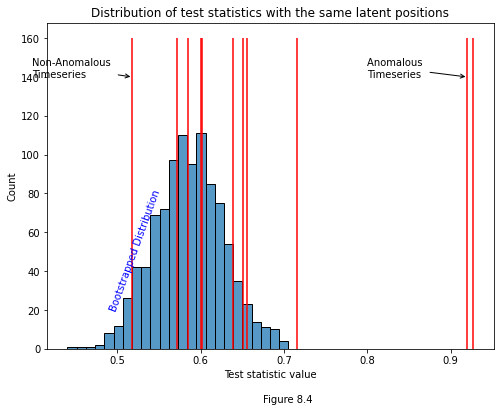 Distribution of test statistics with the same latent positions
160
140
120
100
80
60
40
20
0
Count
Non-Anomalous
Timeseries
Anomalous
Timeseries
Bootstrapped Distribution
0.5 0.6 0.7 0.8 0.9
Test statistic value
Figure 8.4